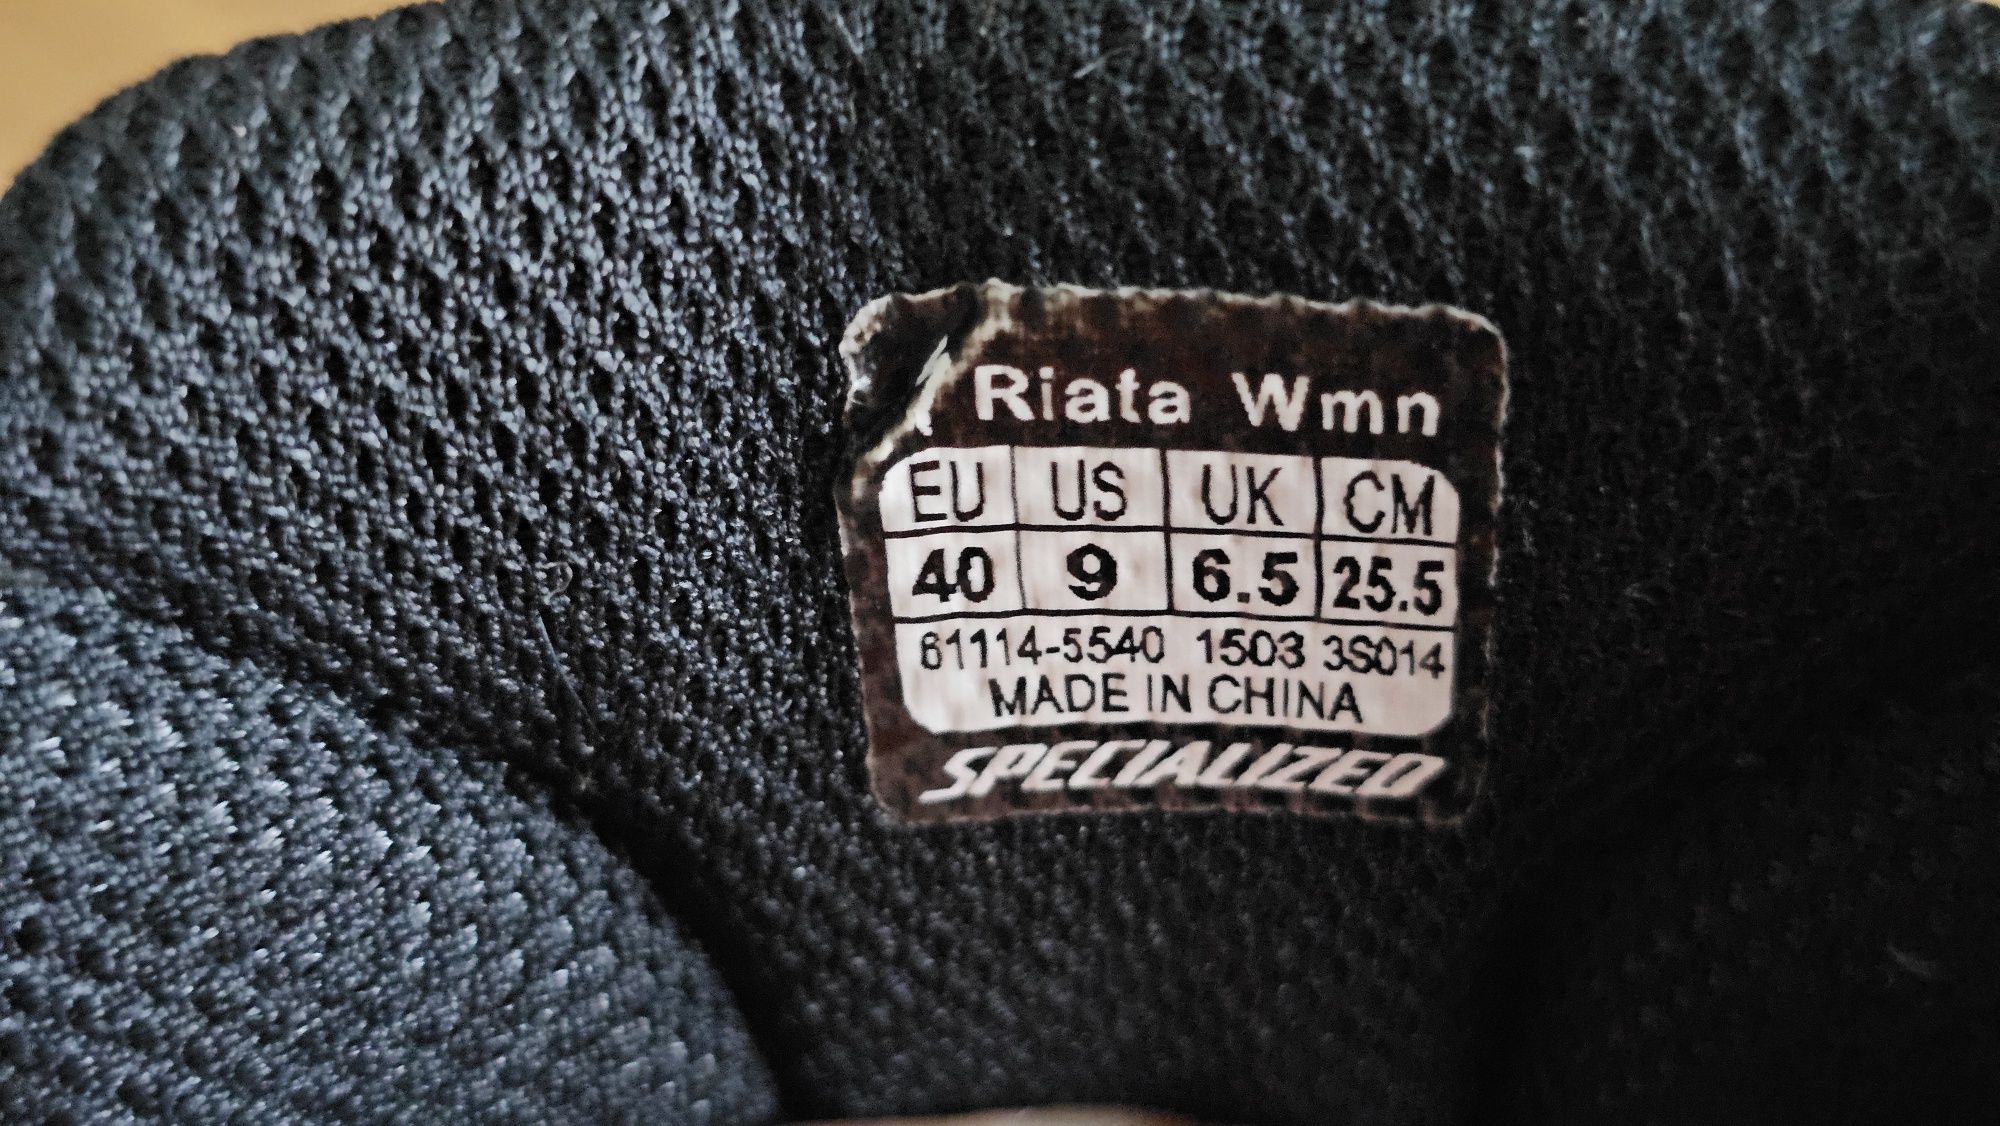 Riata Wmn
EU US UK CM
40 9 6.5 25.5
61114-5540 1503 3S014
MADE IN CHINA
SPECIALIZED